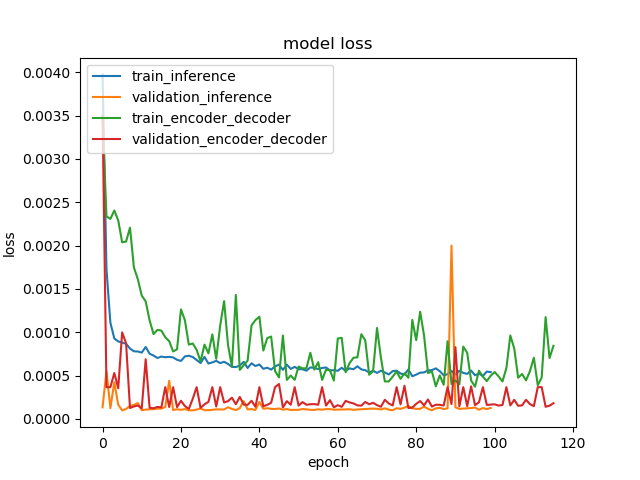 model loss
train_inference
validation_inference
train_encoder_decoder
validation_encoder_decoder
0.0040
0.0035
0.0030
0.0025
0.0020
0.0015
0.0010
0.0005
0.0000
loss
0 20 40 60 80 100 120
epoch